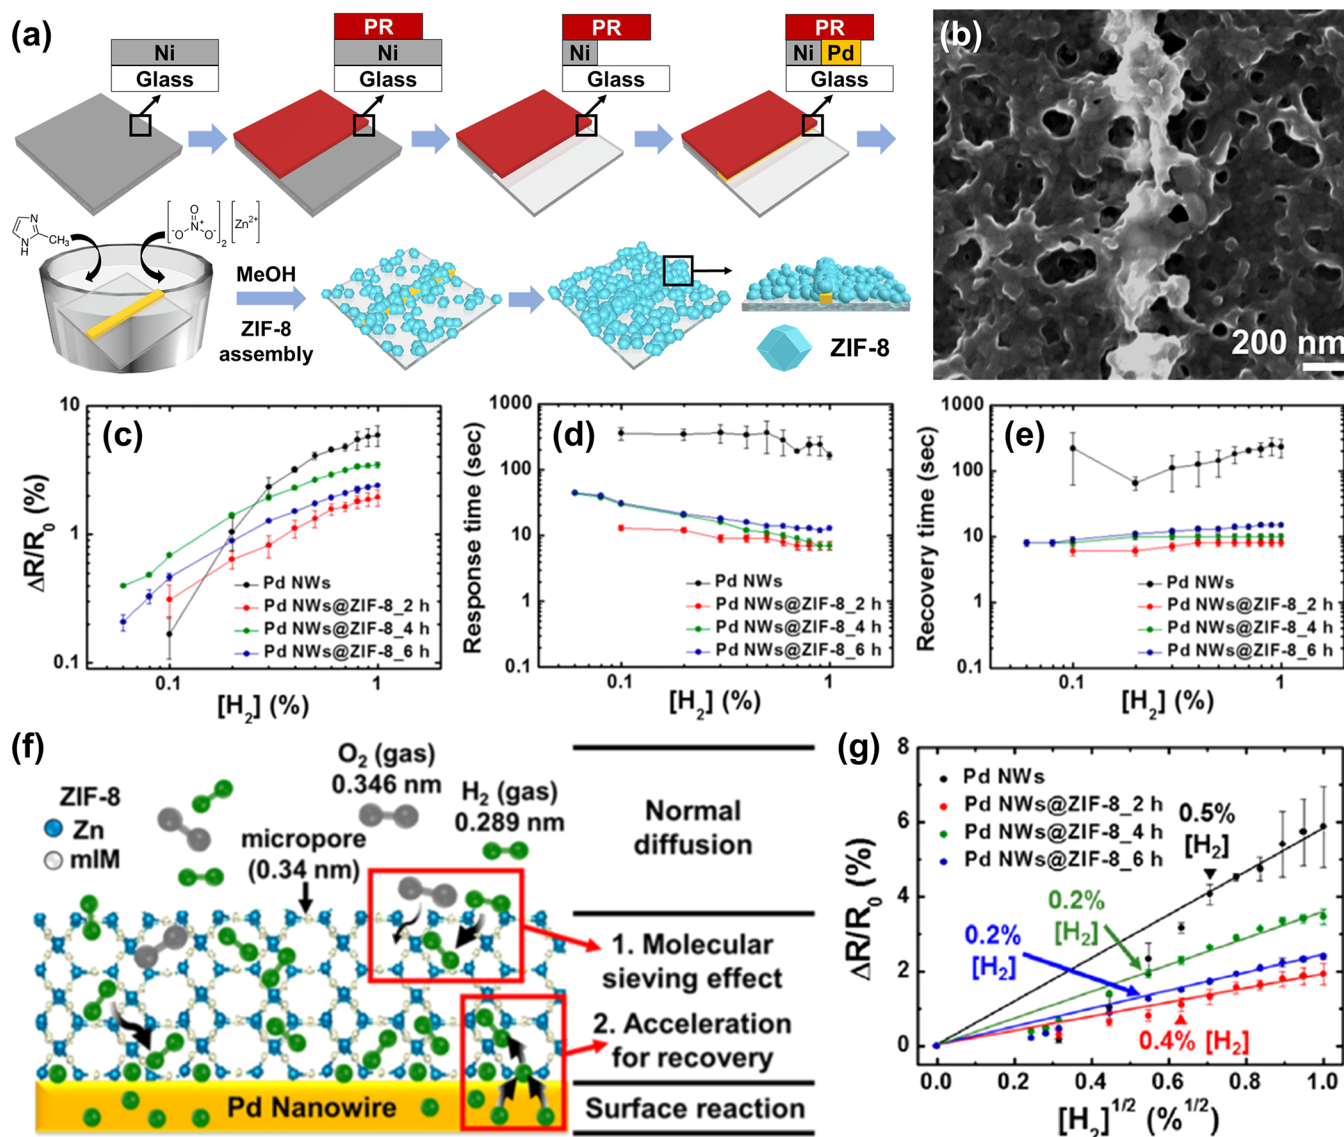 (a)
Ni
Glass
PR
Ni
Glass
PR
Ni
Glass
PR
Ni Pd
Glass
N
N
H
CH₃
[ O
⁻O N⁺ O⁻ ]₂ [Zn²⁺]
MeOH
ZIF-8
assembly
ZIF-8
(b)
200 nm
(c)
ΔR/R₀ (%)
10
1
0.1
0.1
1
[H₂] (%)
Pd NWs
Pd NWs@ZIF-8_2 h
Pd NWs@ZIF-8_4 h
Pd NWs@ZIF-8_6 h
(d)
Response time (sec)
1000
100
10
1
0.1
0.1
1
[H₂] (%)
Pd NWs
Pd NWs@ZIF-8_2 h
Pd NWs@ZIF-8_4 h
Pd NWs@ZIF-8_6 h
(e)
Recovery time (sec)
1000
100
10
1
0.1
0.1
1
[H₂] (%)
Pd NWs
Pd NWs@ZIF-8_2 h
Pd NWs@ZIF-8_4 h
Pd NWs@ZIF-8_6 h
(f)
ZIF-8
Zn
mIM
O₂ (gas)
0.346 nm
H₂ (gas)
0.289 nm
micropore
(0.34 nm)
Normal
diffusion
1. Molecular
sieving effect
2. Acceleration
for recovery
Surface reaction
Pd Nanowire
(g)
ΔR/R₀ (%)
8
6
4
2
0
0.0 0.2 0.4 0.6 0.8 1.0
[H₂]^1/2 (%^1/2)
Pd NWs
Pd NWs@ZIF-8_2 h
Pd NWs@ZIF-8_4 h
Pd NWs@ZIF-8_6 h
0.5%
[H₂]
0.2%
[H₂]
0.2%
[H₂]
0.4% [H₂]